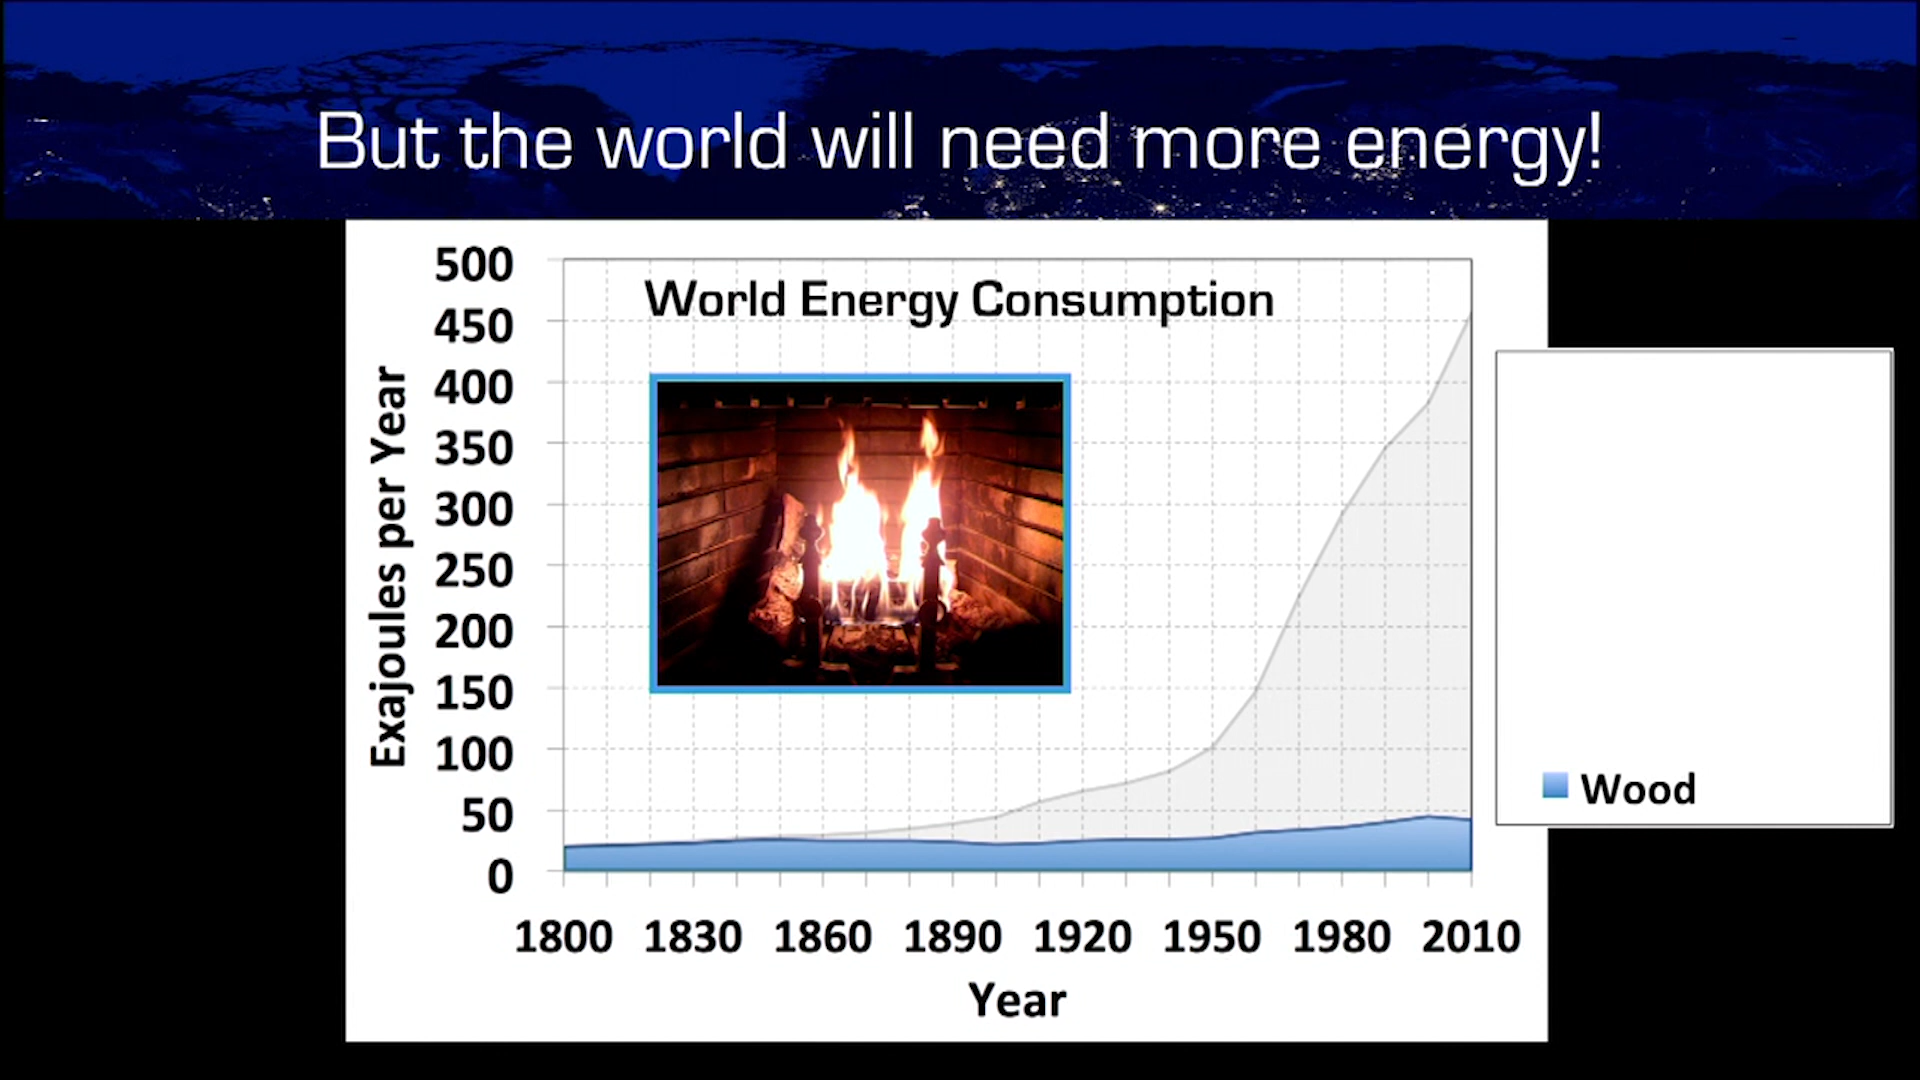 But the world will need more energy!
World Energy Consumption
Exajoules per Year
500
450
400
350
300
250
200
150
100
50
0
1800 1830 1860 1890 1920 1950 1980 2010
Year
Wood